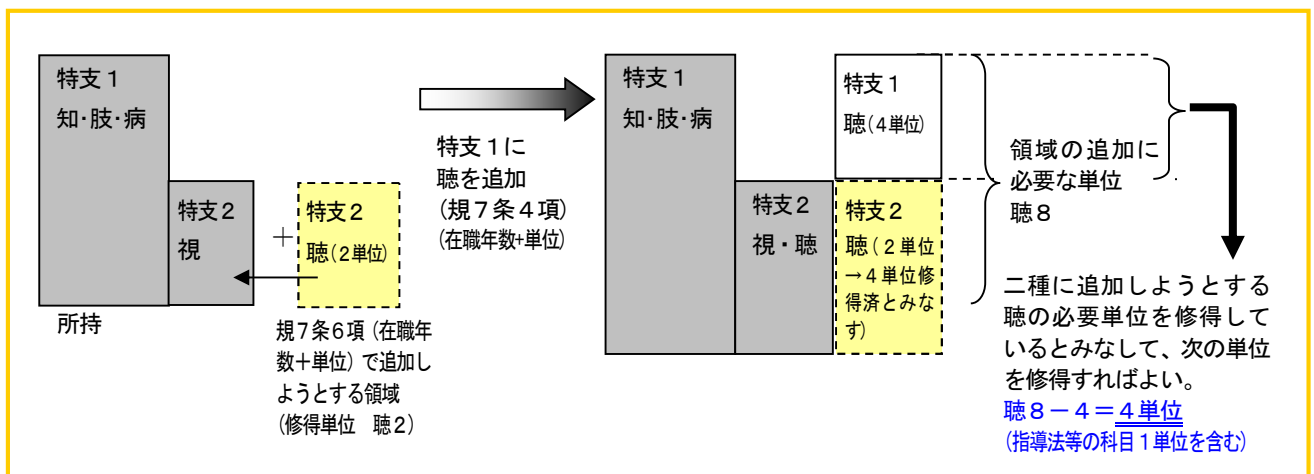 特支１
知･肢･病
特支２
視
所持
＋
特支２
聴(２単位)
規７条６項（在職年
数＋単位）で追加し
ようとする領域
（修得単位　聴２）
特支１に
聴を追加
(規７条４項)
(在職年数+単位)
特支１
知･肢･病
特支２
視・聴
特支１
聴(４単位)
特支２
聴(２単位
→４単位修
得済とみな
す)
領域の追加に
必要な単位
聴８
二種に追加しようとする
聴の必要単位を修得して
いるとみなして、次の単位
を修得すればよい。
聴８－４＝４単位
(指導法等の科目１単位を含む)